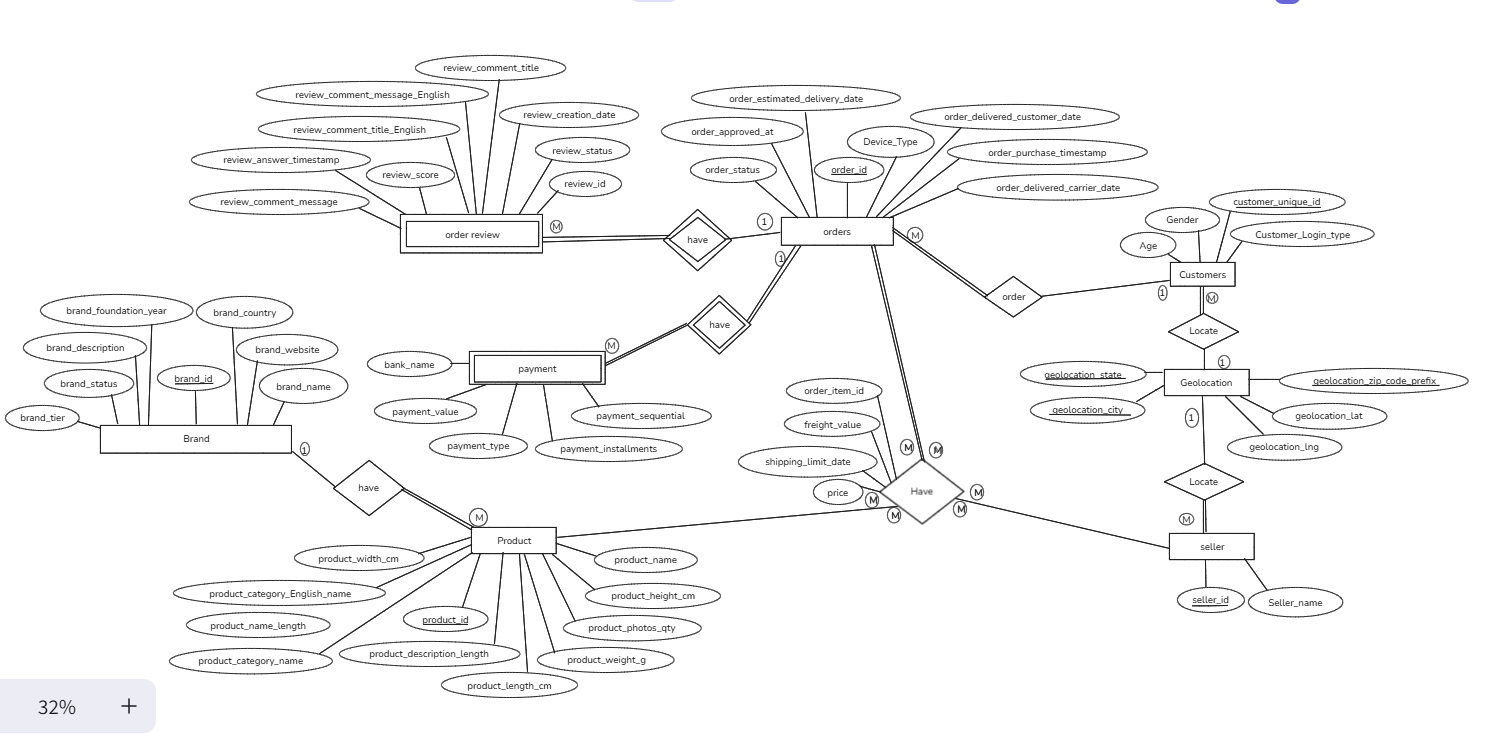 review_comment_title
review_comment_message_English
order_estimated_delivery_date
review_creation_date
order_delivered_customer_date
review_comment_title_English
order_approved_at
Device_Type
review_status
order_purchase_timestamp
review_answer_timestamp
review_score
order_status
order_id
review_id
order_delivered_carrier_date
review_comment_message
customer_unique_id
Gender
Customer_Login_type
Age
order review
M
have
1
orders
M
1
Customers
order
1
M
brand_foundation_year
brand_country
have
Locate
brand_description
brand_website
M
1
bank_name
payment
brand_status
brand_id
brand_name
geolocation_state
Geolocation
geolocation_zip_code_prefix
order_item_id
brand_tier
payment_value
payment_sequential
geolocation_city
1
geolocation_lat
freight_value
Brand
1
payment_type
payment_installments
M
M
geolocation_lng
shipping_limit_date
have
price
M
Have
M
Locate
M
M
M
M
Product
seller
product_width_cm
product_name
product_category_English_name
product_height_cm
seller_id
Seller_name
product_name_length
product_id
product_photos_qty
product_category_name
product_description_length
product_weight_g
product_length_cm
32% +